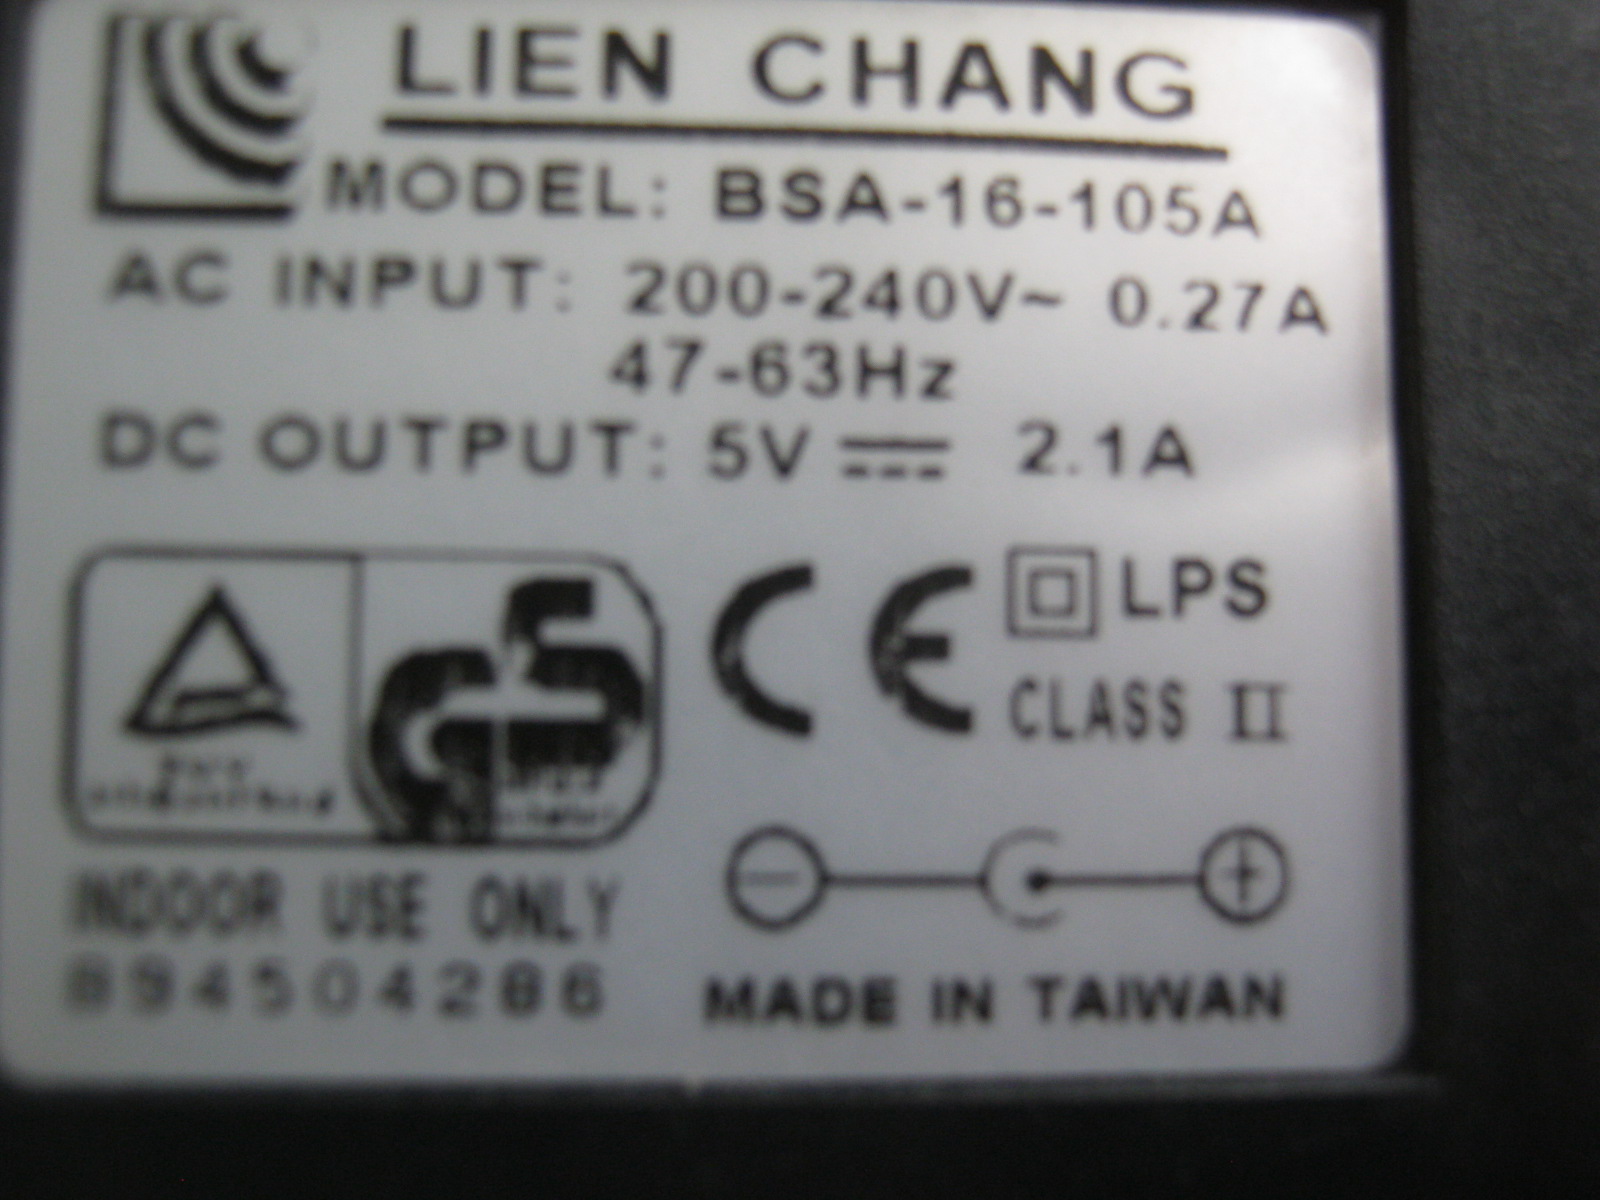 LIEN CHANG
MODEL: BSA-16-105A
AC INPUT: 200-240V~ 0.27A
47-63Hz
DC OUTPUT: 5V ⎓ 2.1A
CE
LPS
CLASS II
INDOOR USE ONLY
894504286
MADE IN TAIWAN